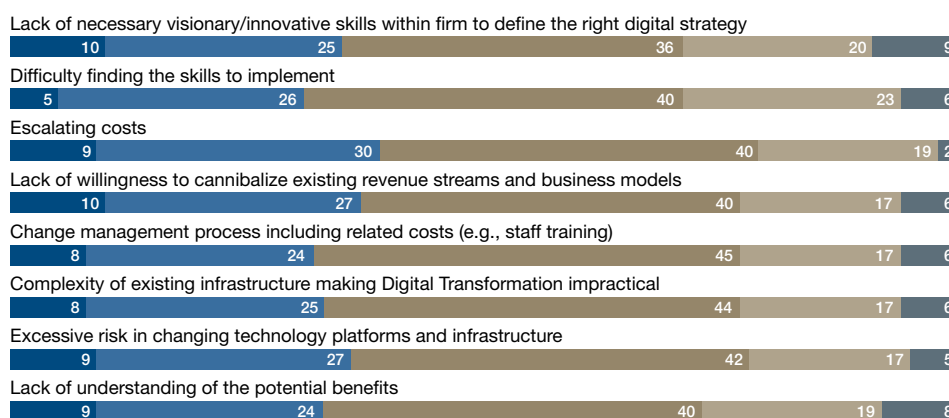 Lack of necessary visionary/innovative skills within firm to define the right digital strategy
10 25 36 20 9
Difficulty finding the skills to implement
5 26 40 23 6
Escalating costs
9 30 40 19 2
Lack of willingness to cannibalize existing revenue streams and business models
10 27 40 17 6
Change management process including related costs (e.g., staff training)
8 24 45 17 6
Complexity of existing infrastructure making Digital Transformation impractical
8 25 44 17 6
Excessive risk in changing technology platforms and infrastructure
9 27 42 17 5
Lack of understanding of the potential benefits
9 24 40 19 8